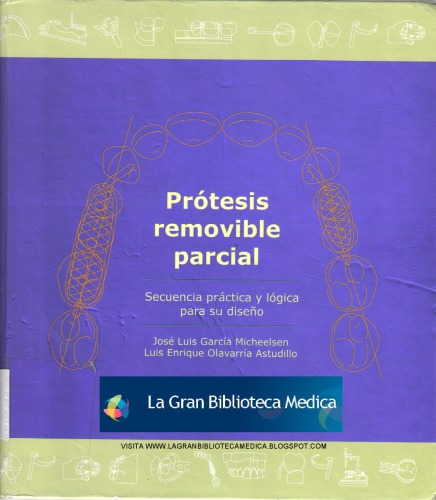 Prótesis
removible
parcial
Secuencia práctica y lógica
para su diseño
José Luis García Micheelsen
Luis Enrique Olavarría Astudillo
La Gran Biblioteca Medica
VISITA WWW.LAGRANBIBLIOTECAMEDICA.BLOGSPOT.COM